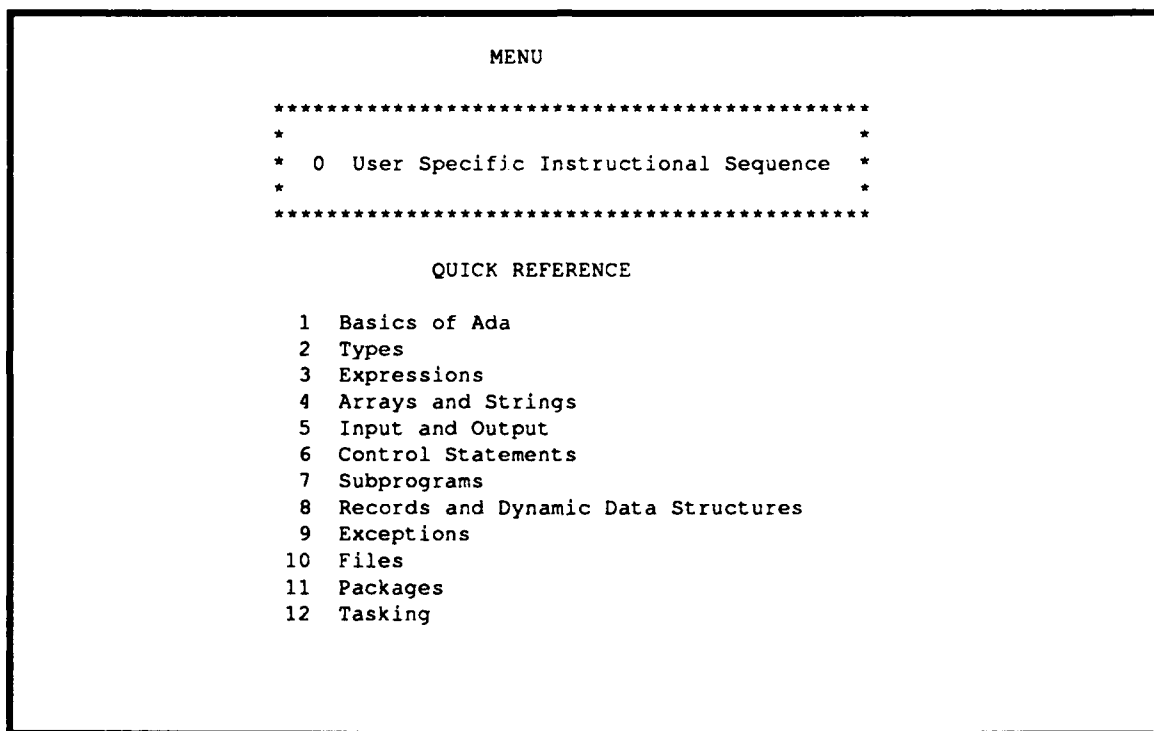 MENU
*********************************************
*                                           *
*  0  User Specific Instructional Sequence  *
*                                           *
*********************************************
QUICK REFERENCE
1 Basics of Ada
2 Types
3 Expressions
4 Arrays and Strings
5 Input and Output
6 Control Statements
7 Subprograms
8 Records and Dynamic Data Structures
9 Exceptions
10 Files
11 Packages
12 Tasking